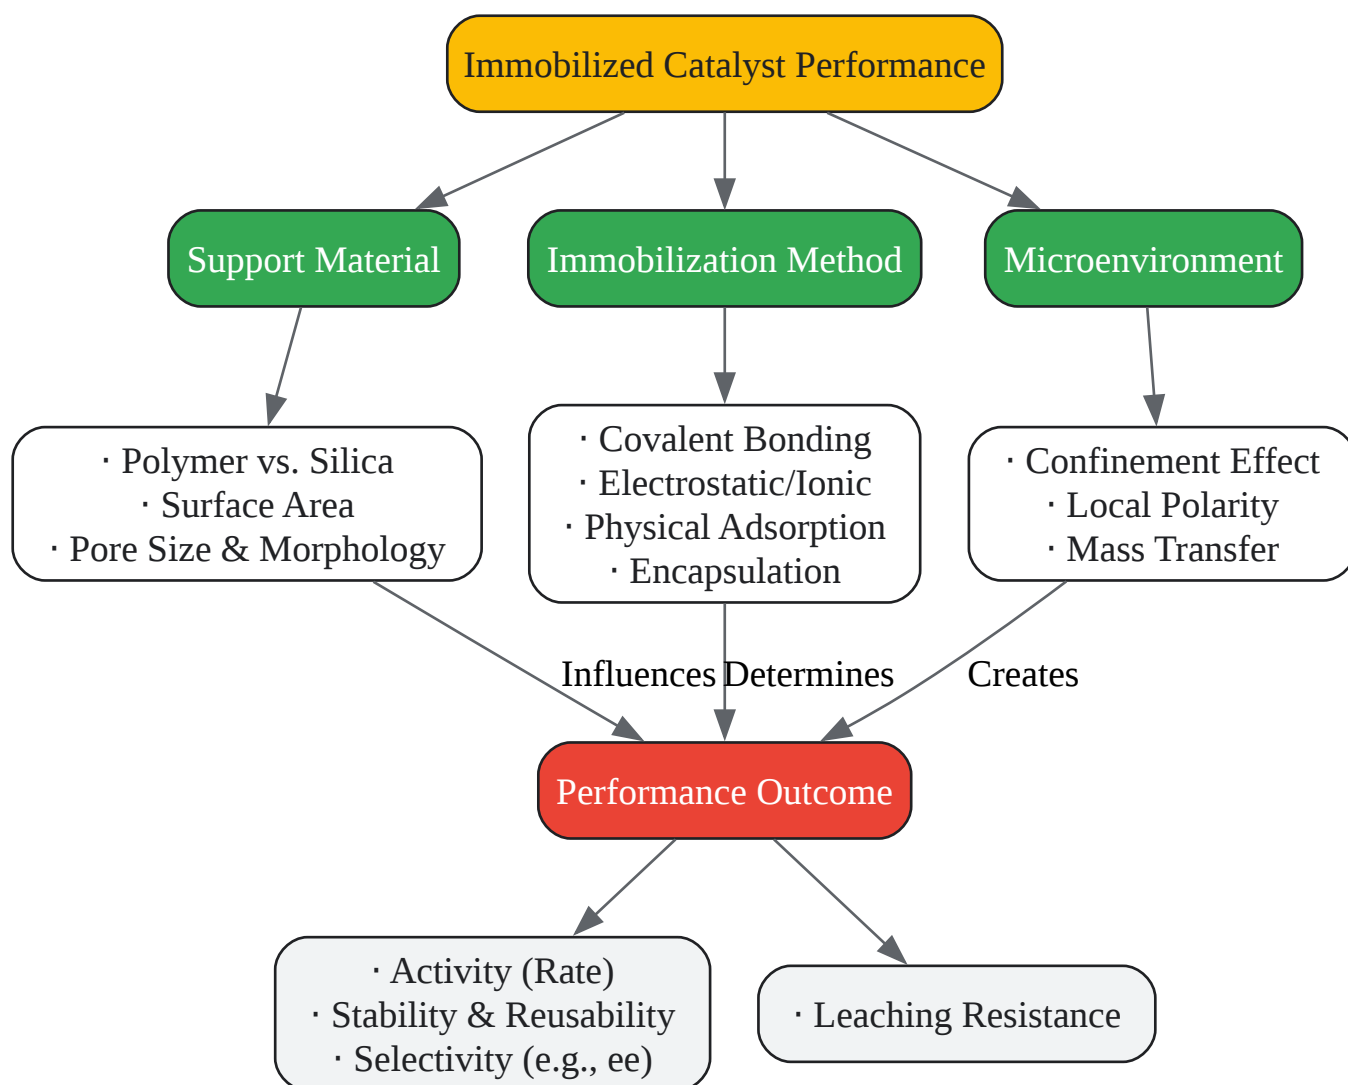 Immobilized Catalyst Performance
Support Material
Immobilization Method
Microenvironment
· Polymer vs. Silica
· Surface Area
· Pore Size & Morphology
· Covalent Bonding
· Electrostatic/Ionic
· Physical Adsorption
· Encapsulation
· Confinement Effect
· Local Polarity
· Mass Transfer
Influences
Determines
Creates
Performance Outcome
· Activity (Rate)
· Stability & Reusability
· Selectivity (e.g., ee)
· Leaching Resistance